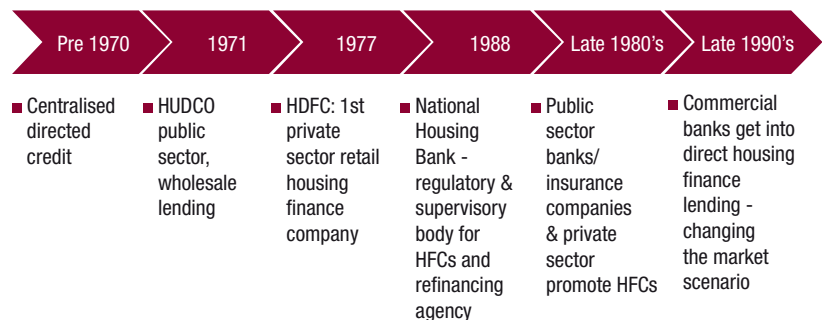 Pre 1970
1971
1977
1988
Late 1980's
Late 1990's
Centralised
directed
credit
HUDCO
public
sector,
wholesale
lending
HDFC: 1st
private
sector retail
housing
finance
company
National
Housing
Bank -
regulatory &
supervisory
body for
HFCs and
refinancing
agency
Public
sector
banks/
insurance
companies
& private
sector
promote HFCs
Commercial
banks get into
direct housing
finance
lending -
changing
the market
scenario